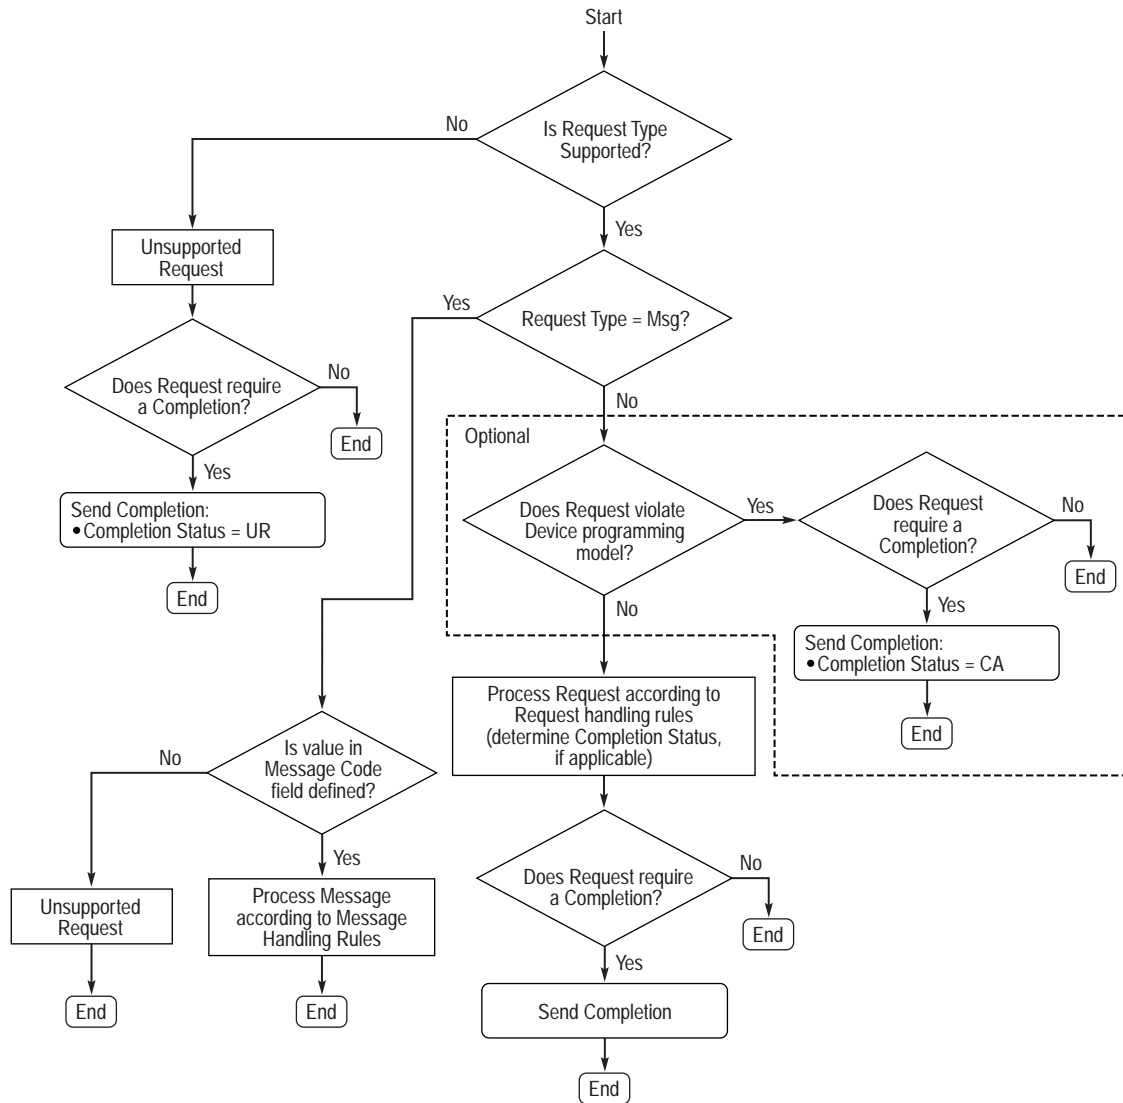 Start
No
Is Request Type
Supported?
Yes
Unsupported
Request
Yes
Request Type = Msg?
No
Does Request require
a Completion?
No
End
Yes
Send Completion:
• Completion Status = UR
End
Optional
Does Request violate
Device programming
model?
Yes
Does Request
require a
Completion?
No
End
Yes
Send Completion:
• Completion Status = CA
End
No
Process Request according to
Request handling rules
(determine Completion Status,
if applicable)
No
Is value in
Message Code
field defined?
Yes
Unsupported
Request
End
Process Message
according to Message
Handling Rules
End
Does Request require
a Completion?
No
End
Yes
Send Completion
End